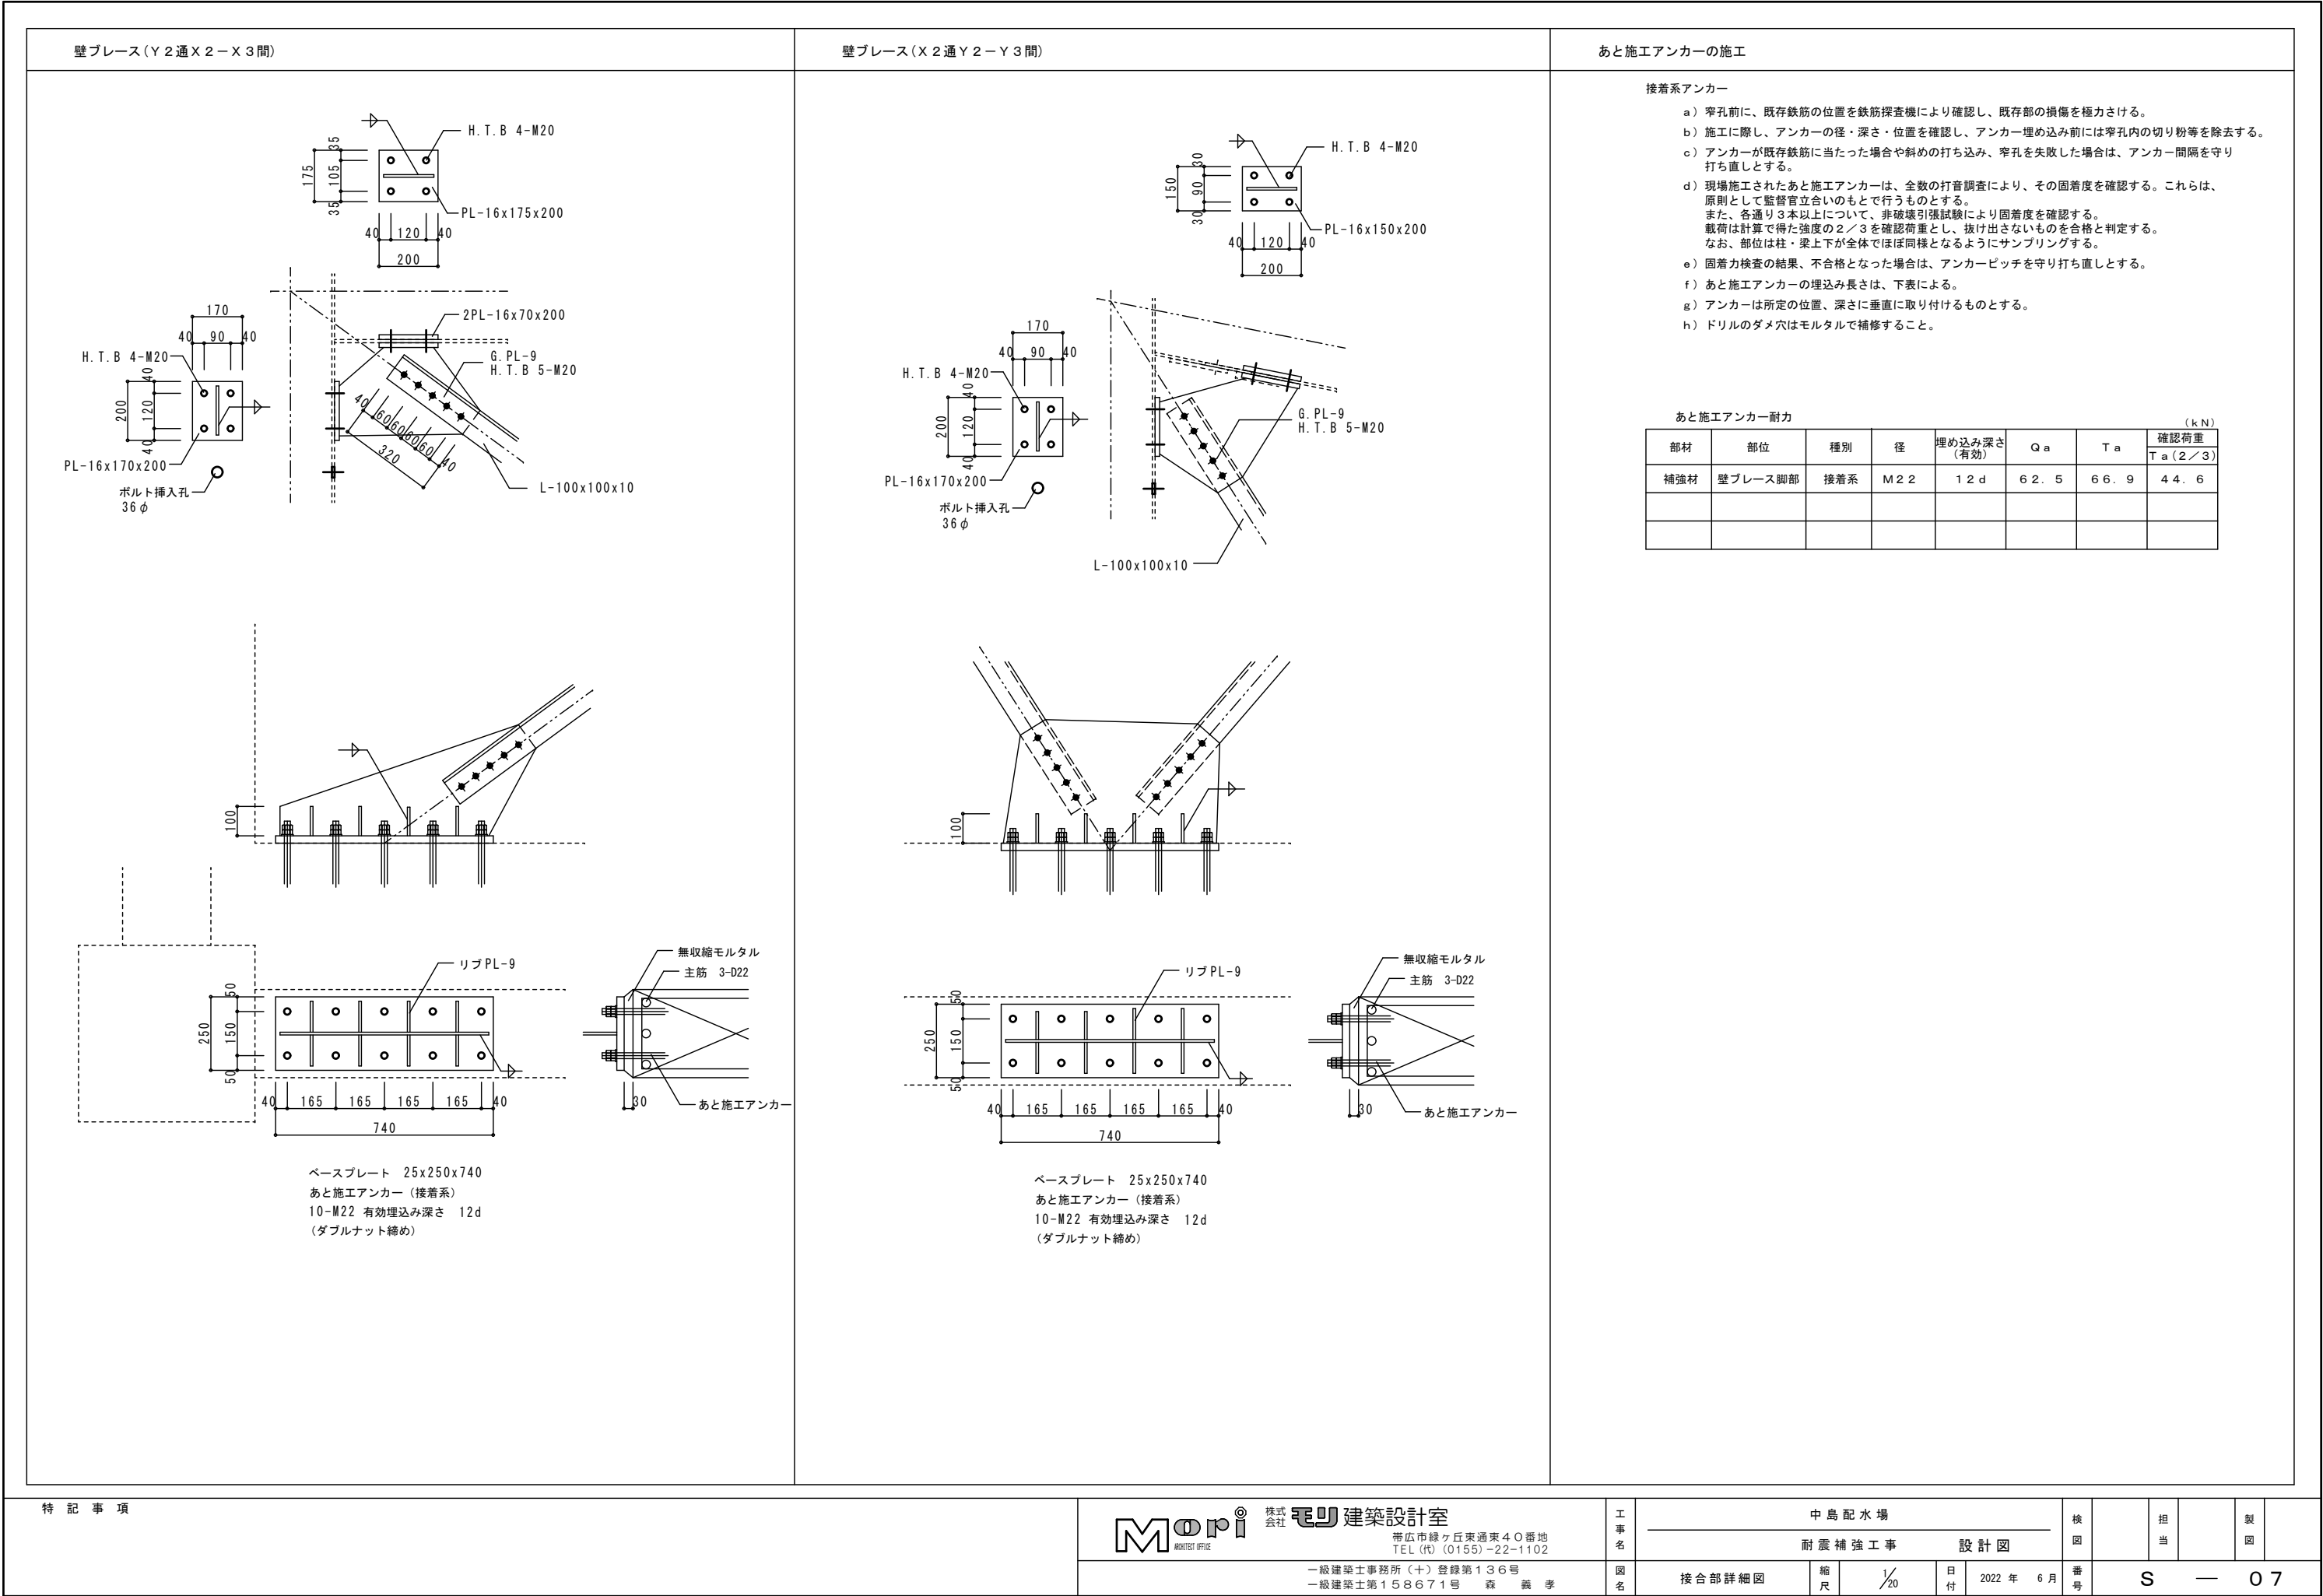 壁ブレース(Y2通X2-X3間)
H.T.B 4-M20
35
175
105
35
PL-16x175x200
40 120 40
200
170
40 90 40
2PL-16x70x200
H.T.B 4-M20
G.PL-9
H.T.B 5-M20
40
200
120
40
40 60 60 60 60 40
320
PL-16x170x200
ボルト挿入孔
36φ
L-100x100x10
100
リブPL-9
無収縮モルタル
主筋 3-D22
50
250
150
50
40 165 165 165 165 40
740
30
あと施工アンカー
ベースプレート 25x250x740
あと施工アンカー(接着系)
10-M22 有効埋込み深さ 12d
(ダブルナット締め)
壁ブレース(X2通Y2-Y3間)
H.T.B 4-M20
30
150
90
30
PL-16x150x200
40 120 40
200
170
40 90 40
H.T.B 4-M20
40
200
120
40
G.PL-9
H.T.B 5-M20
PL-16x170x200
ボルト挿入孔
36φ
L-100x100x10
100
リブPL-9
無収縮モルタル
主筋 3-D22
50
250
150
50
40 165 165 165 165 40
740
30
あと施工アンカー
ベースプレート 25x250x740
あと施工アンカー(接着系)
10-M22 有効埋込み深さ 12d
(ダブルナット締め)
あと施工アンカーの施工
接着系アンカー
a)窄孔前に、既存鉄筋の位置を鉄筋探査機により確認し、既存部の損傷を極力さける。
b)施工に際し、アンカーの径・深さ・位置を確認し、アンカー埋め込み前には窄孔内の切り粉等を除去する。
c)アンカーが既存鉄筋に当たった場合や斜めの打ち込み、窄孔を失敗した場合は、アンカー間隔を守り
打ち直しとする。
d)現場施工されたあと施工アンカーは、全数の打音調査により、その固着度を確認する。これらは、
原則として監督官立合いのもとで行うものとする。
また、各通り3本以上について、非破壊引張試験により固着度を確認する。
載荷は計算で得た強度の2/3を確認荷重とし、抜け出さないものを合格と判定する。
なお、部位は柱・梁上下が全体でほぼ同様となるようにサンプリングする。
e)固着力検査の結果、不合格となった場合は、アンカーピッチを守り打ち直しとする。
f)あと施工アンカーの埋込み長さは、下表による。
g)アンカーは所定の位置、深さに垂直に取り付けるものとする。
h)ドリルのダメ穴はモルタルで補修すること。
あと施工アンカー耐力 (kN)
部材 部位 種別 径 埋め込み深さ(有効) Qa Ta 確認荷重 Ta(2/3)
補強材 壁ブレース脚部 接着系 M22 12d 62.5 66.9 44.6
特記事項
Mori ARCHITECT OFFICE
株式会社 モリ建築設計室
帯広市緑ヶ丘東通東40番地
TEL(代)(0155)-22-1102
一級建築士事務所(十)登録第136号
一級建築士第158671号 森 義孝
工事名 中島配水場
耐震補強工事 設計図
検図 担当 製図
図名 接合部詳細図 縮尺 1/20 日付 2022年 6月 番号 S-07